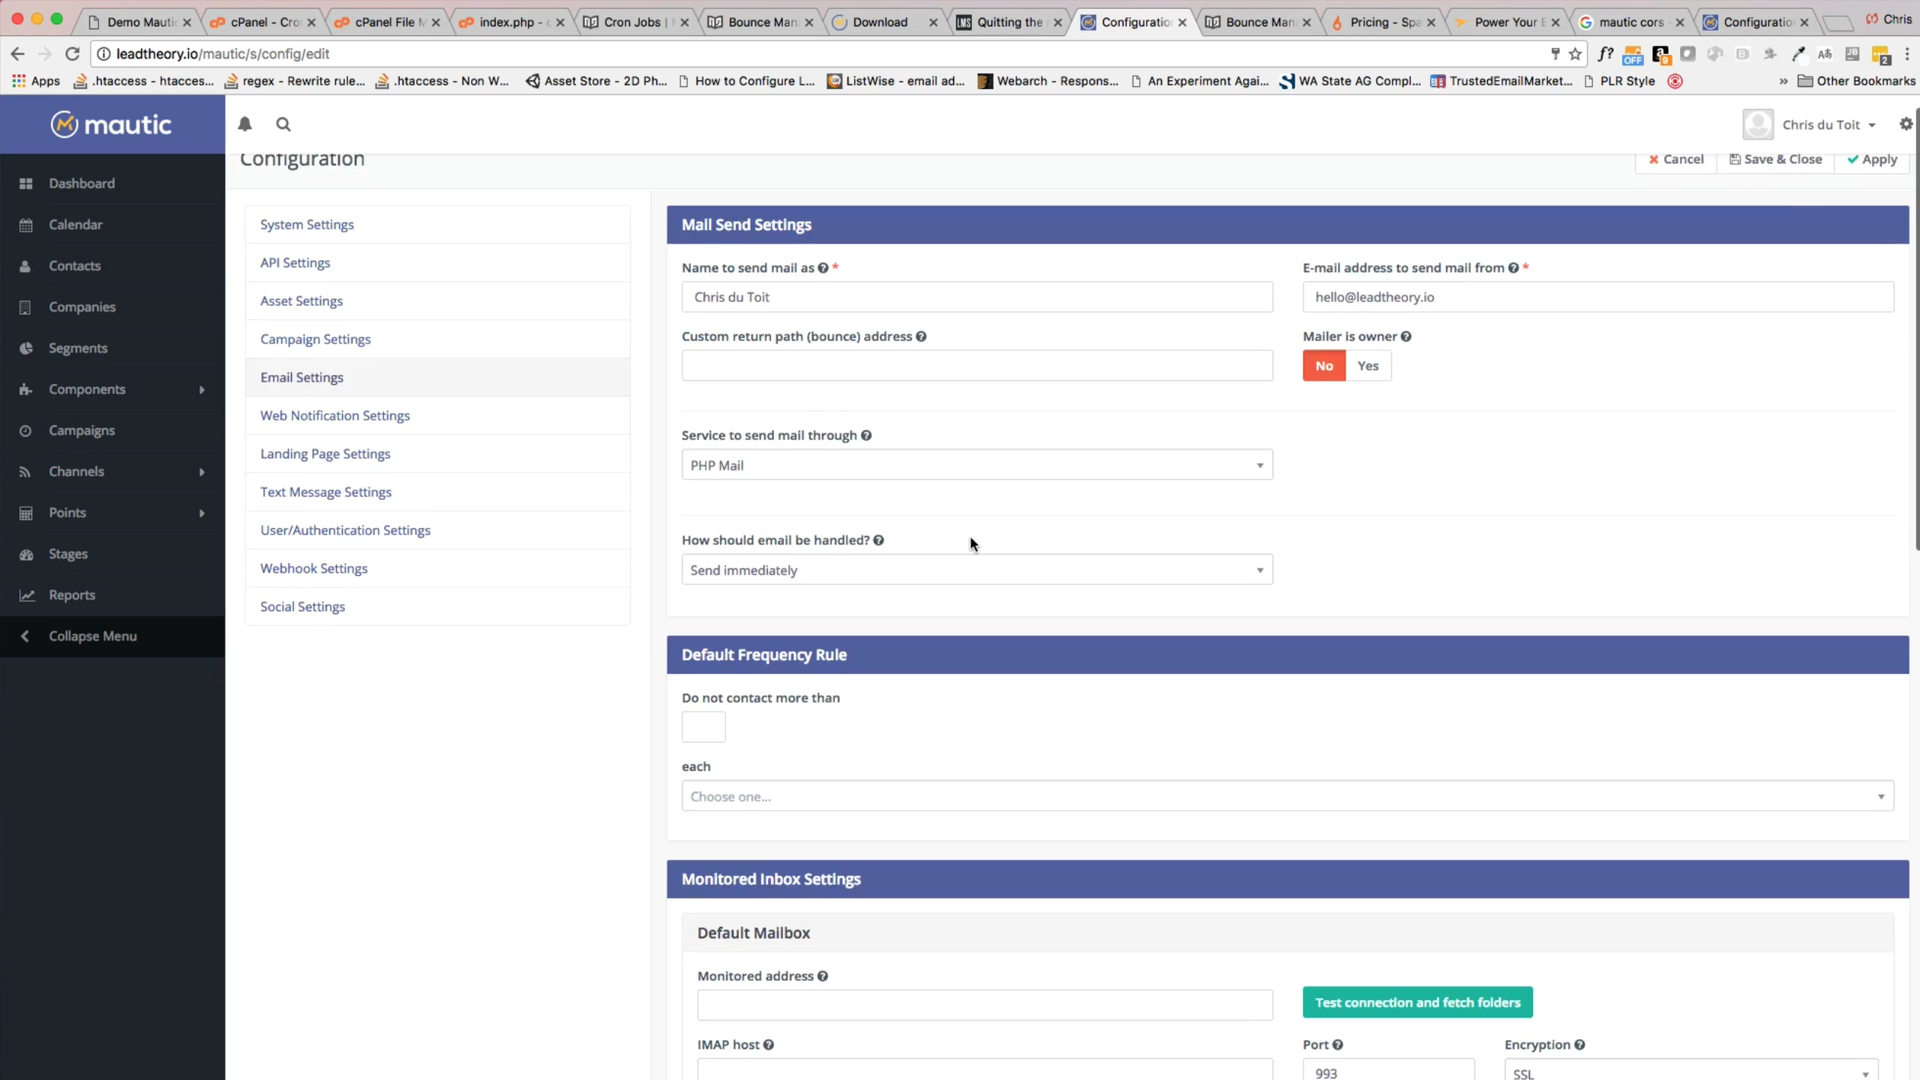 Demo Mauti
cPanel - Cro
cPanel File M
index.php - c
Cron Jobs |
Bounce Man
Download
LMS Quitting the
Configuratio
Bounce Man
Pricing - Spa
Power Your E
mautic cors -
Configuratio
Chris
leadtheory.io/mautic/s/config/edit
Apps
.htaccess - htacces...
regex - Rewrite rule...
.htaccess - Non W...
Asset Store - 2D Ph...
How to Configure L...
ListWise - email ad...
Webarch - Respons...
An Experiment Agai...
WA State AG Compl...
TrustedEmailMarket...
PLR Style
»
Other Bookmarks
mautic
Chris du Toit
Configuration
Cancel
Save & Close
Apply
Dashboard
Calendar
Contacts
Companies
Segments
Components
Campaigns
Channels
Points
Stages
Reports
Collapse Menu
System Settings
API Settings
Asset Settings
Campaign Settings
Email Settings
Web Notification Settings
Landing Page Settings
Text Message Settings
User/Authentication Settings
Webhook Settings
Social Settings
Mail Send Settings
Name to send mail as *
Chris du Toit
E-mail address to send mail from *
hello@leadtheory.io
Custom return path (bounce) address
Mailer is owner
No
Yes
Service to send mail through
PHP Mail
How should email be handled?
Send immediately
Default Frequency Rule
Do not contact more than
each
Choose one...
Monitored Inbox Settings
Default Mailbox
Monitored address
Test connection and fetch folders
IMAP host
Port
993
Encryption
SSL